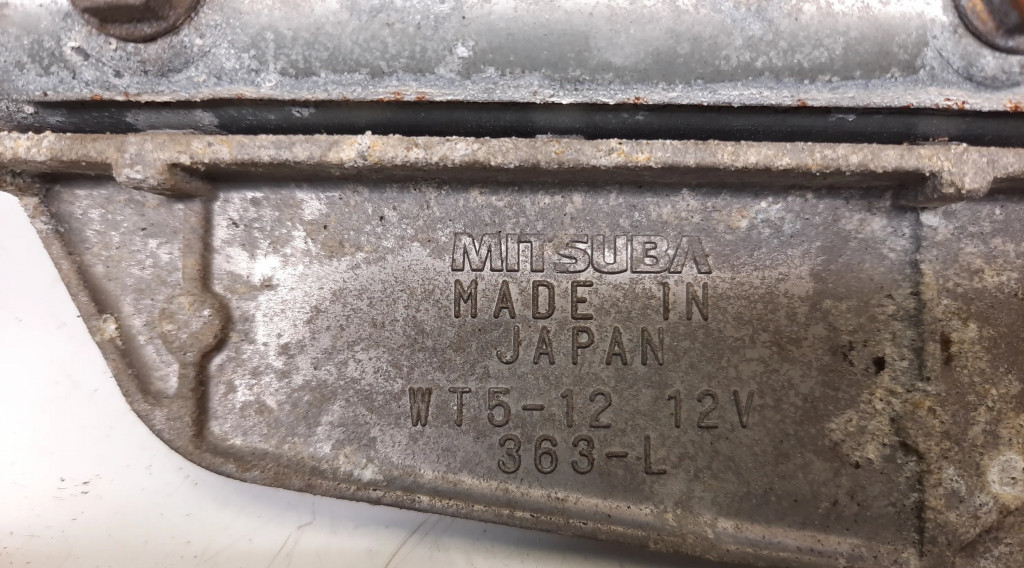 MITSUBA
MADE IN
JAPAN
WT5-12 12V
363-L